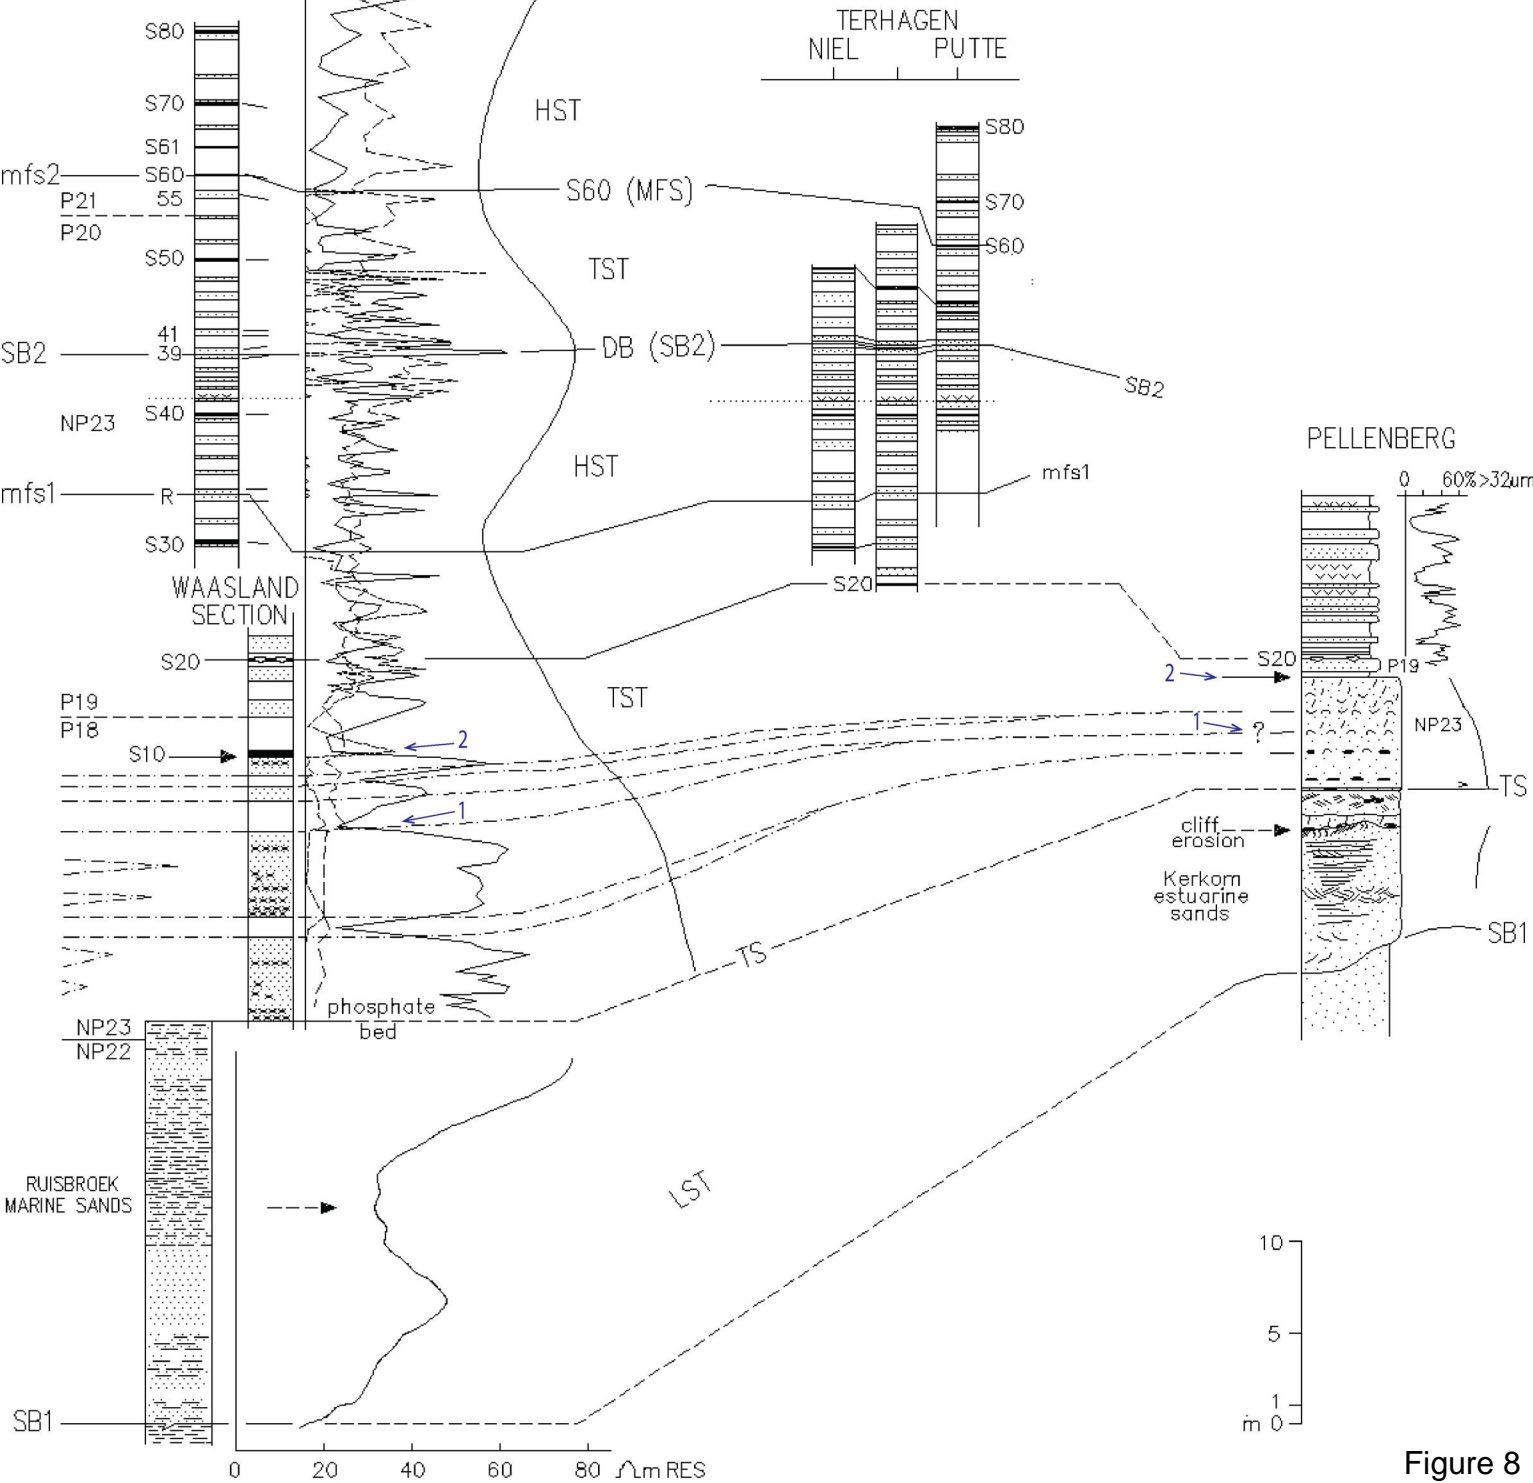 TERHAGEN
NIEL PUTTE
S80
S70
HST
S61
mfs2 S60
P21 55
P20
S60 (MFS)
S80
S70
S60
S50
TST
41
SB2 39
DB (SB2)
SB2
S40
NP23
HST
mfs1 R
mfs1
S30
PELLENBERG
0 60%>32um
WAASLAND
SECTION
S20
S20
S20
P19
P19
P18
TST
2
1 ?
NP23
S10
2
1
TS
cliff
erosion
Kerkom
estuarine
sands
SB1
TS
phosphate
bed
NP23
NP22
RUISBROEK
MARINE SANDS
LST
10
5
1
m 0
SB1
0 20 40 60 80 Ωm RES
Figure 8